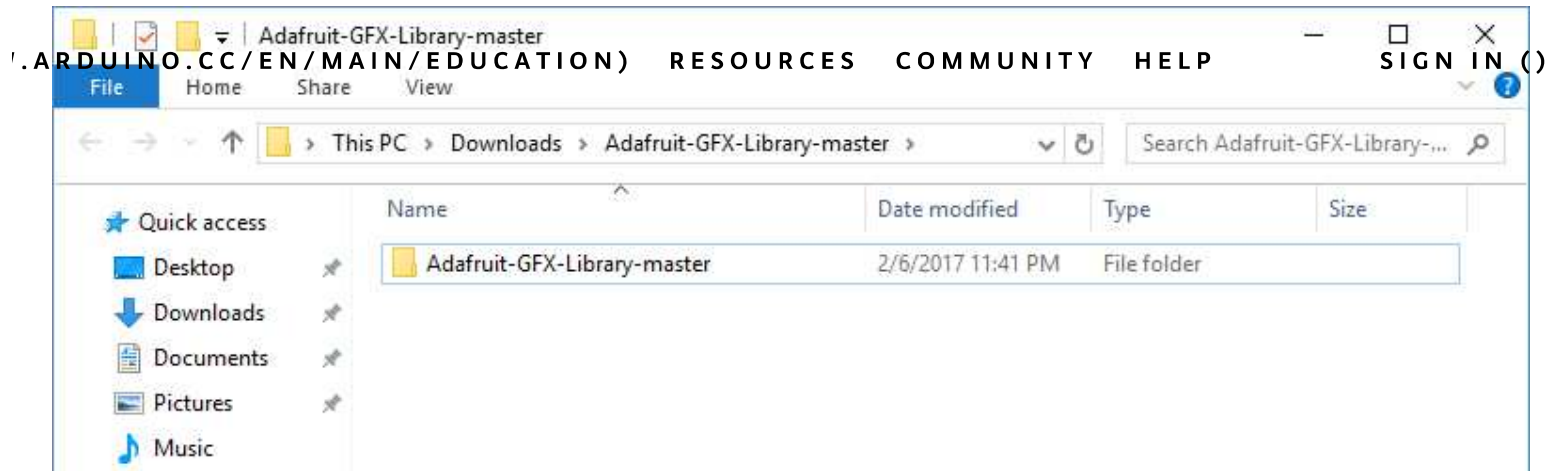 Adafruit-GFX-Library-master
.ARDUINO.CC/EN/MAIN/EDUCATION) RESOURCES COMMUNITY HELP SIGN IN ()
File Home Share View
This PC > Downloads > Adafruit-GFX-Library-master >
Search Adafruit-GFX-Library-...
Name Date modified Type Size
Quick access
Adafruit-GFX-Library-master 2/6/2017 11:41 PM File folder
Desktop
Downloads
Documents
Pictures
Music